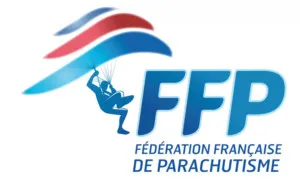 FFP
FÉDÉRATION FRANÇAISE
DE PARACHUTISME